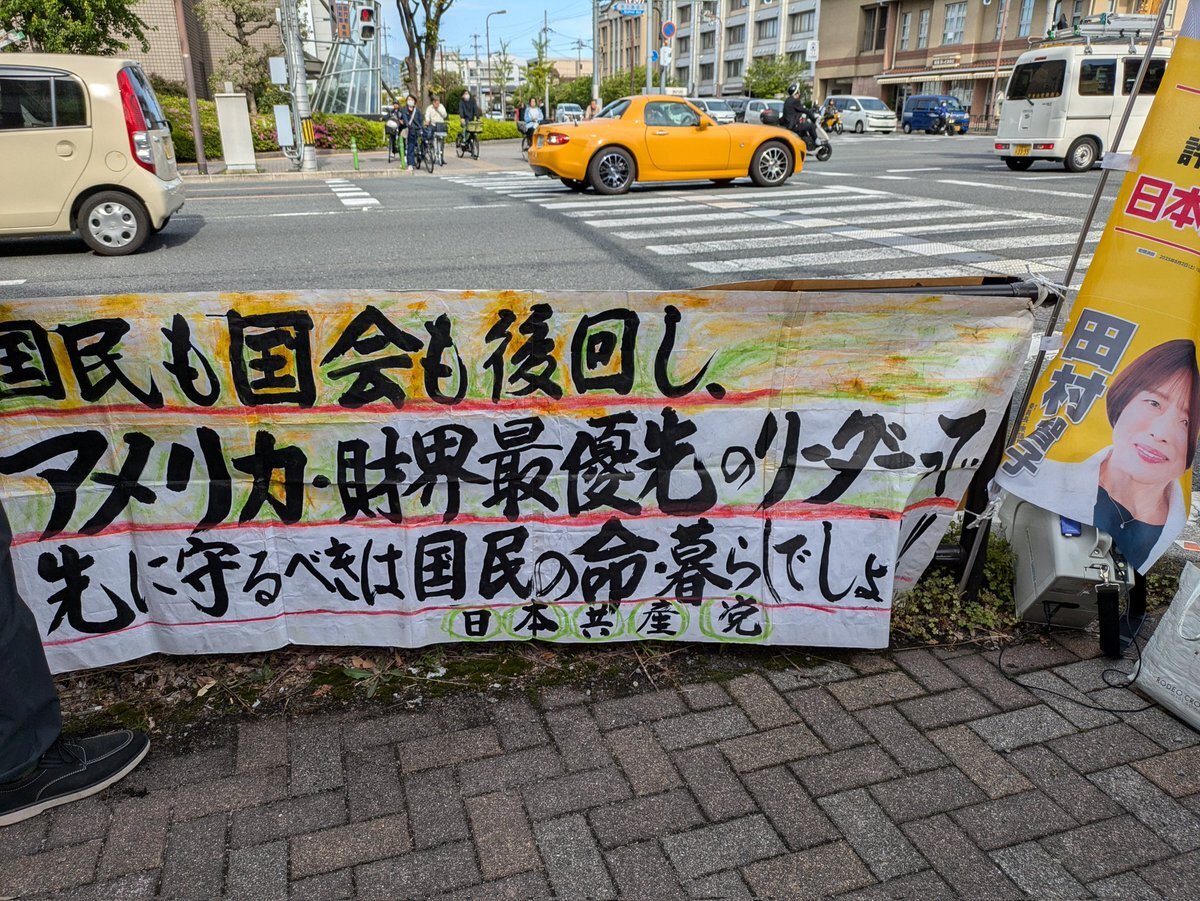 国民も国会も後回し、
アメリカ・財界最優先のリーダーって‥
先に守るべきは国民の命・暮らしでしょ‼
日本共産党
日本
田村智子